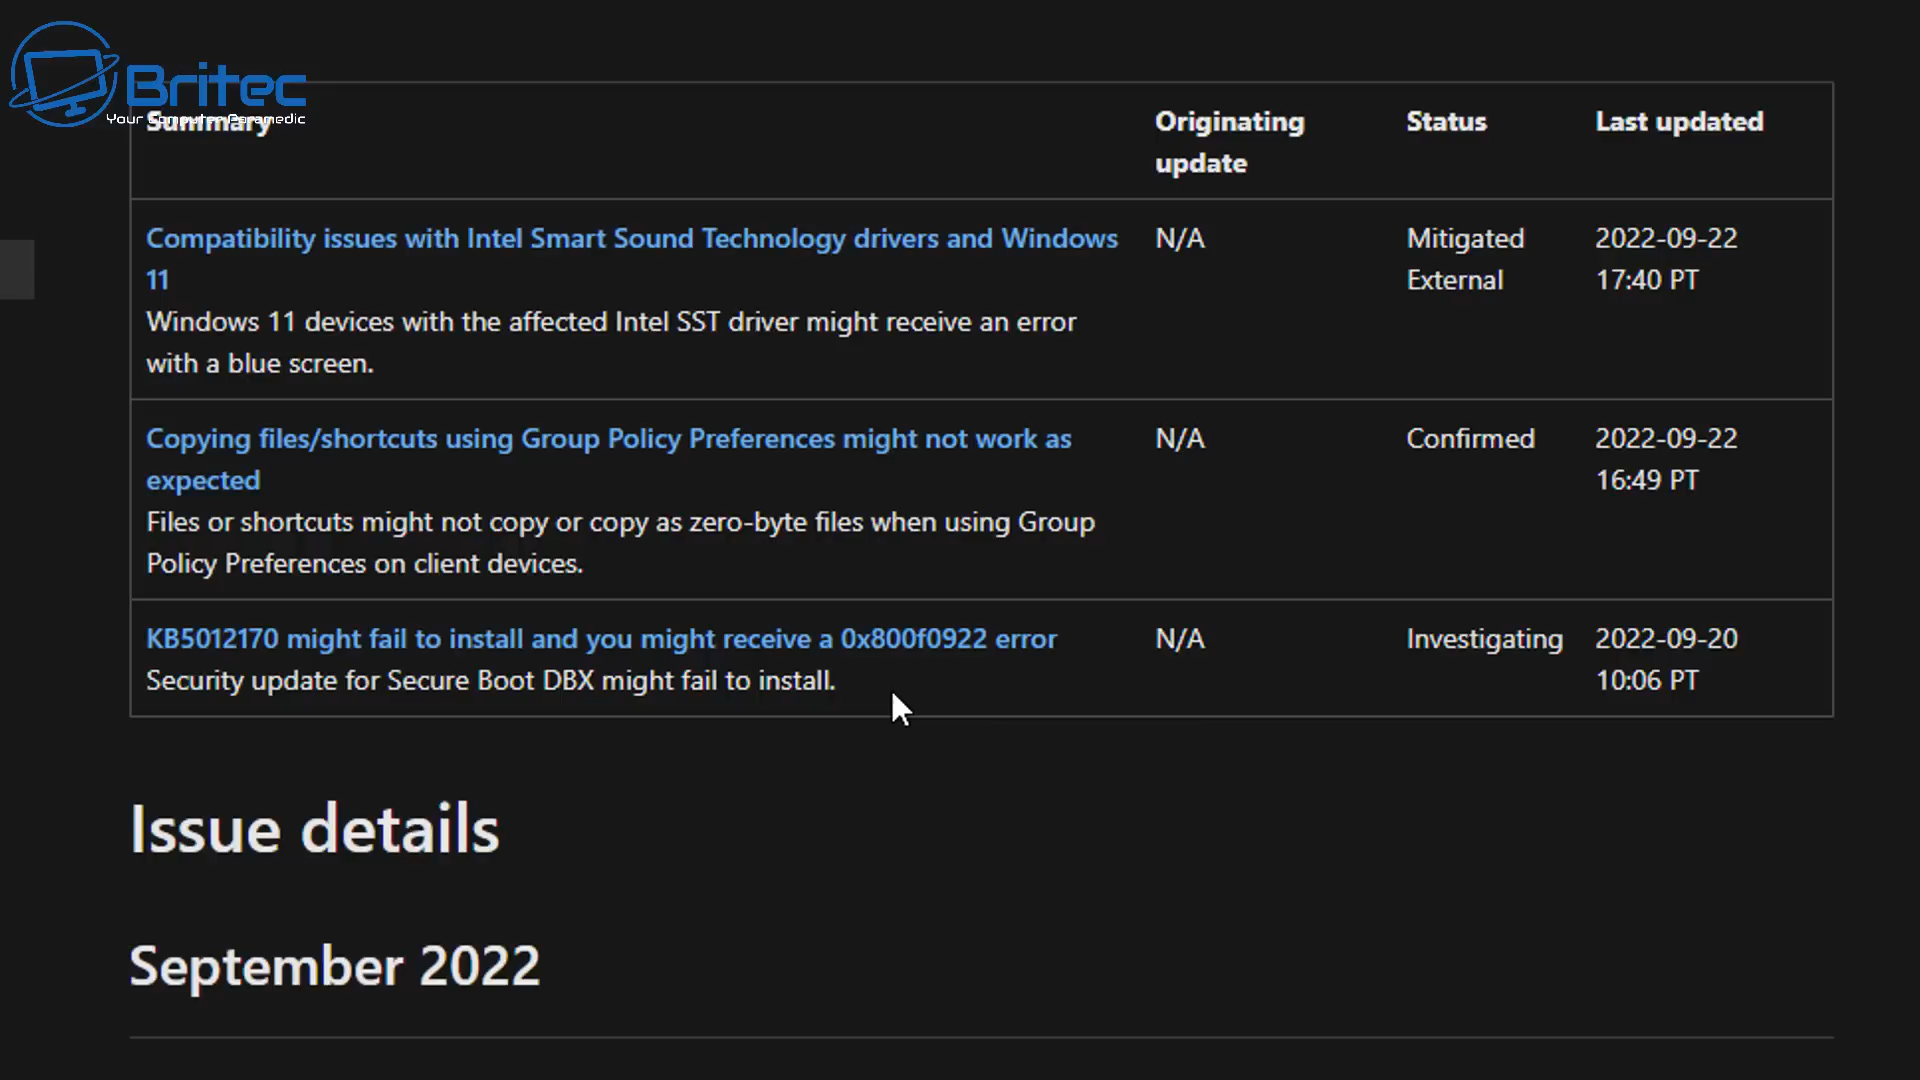 Britec
Your Computer Paramedic
Summary
Originating
update
Status
Last updated
Compatibility issues with Intel Smart Sound Technology drivers and Windows
11
Windows 11 devices with the affected Intel SST driver might receive an error
with a blue screen.
N/A
Mitigated
External
2022-09-22
17:40 PT
Copying files/shortcuts using Group Policy Preferences might not work as
expected
Files or shortcuts might not copy or copy as zero-byte files when using Group
Policy Preferences on client devices.
N/A
Confirmed
2022-09-22
16:49 PT
KB5012170 might fail to install and you might receive a 0x800f0922 error
Security update for Secure Boot DBX might fail to install.
N/A
Investigating
2022-09-20
10:06 PT
Issue details
September 2022